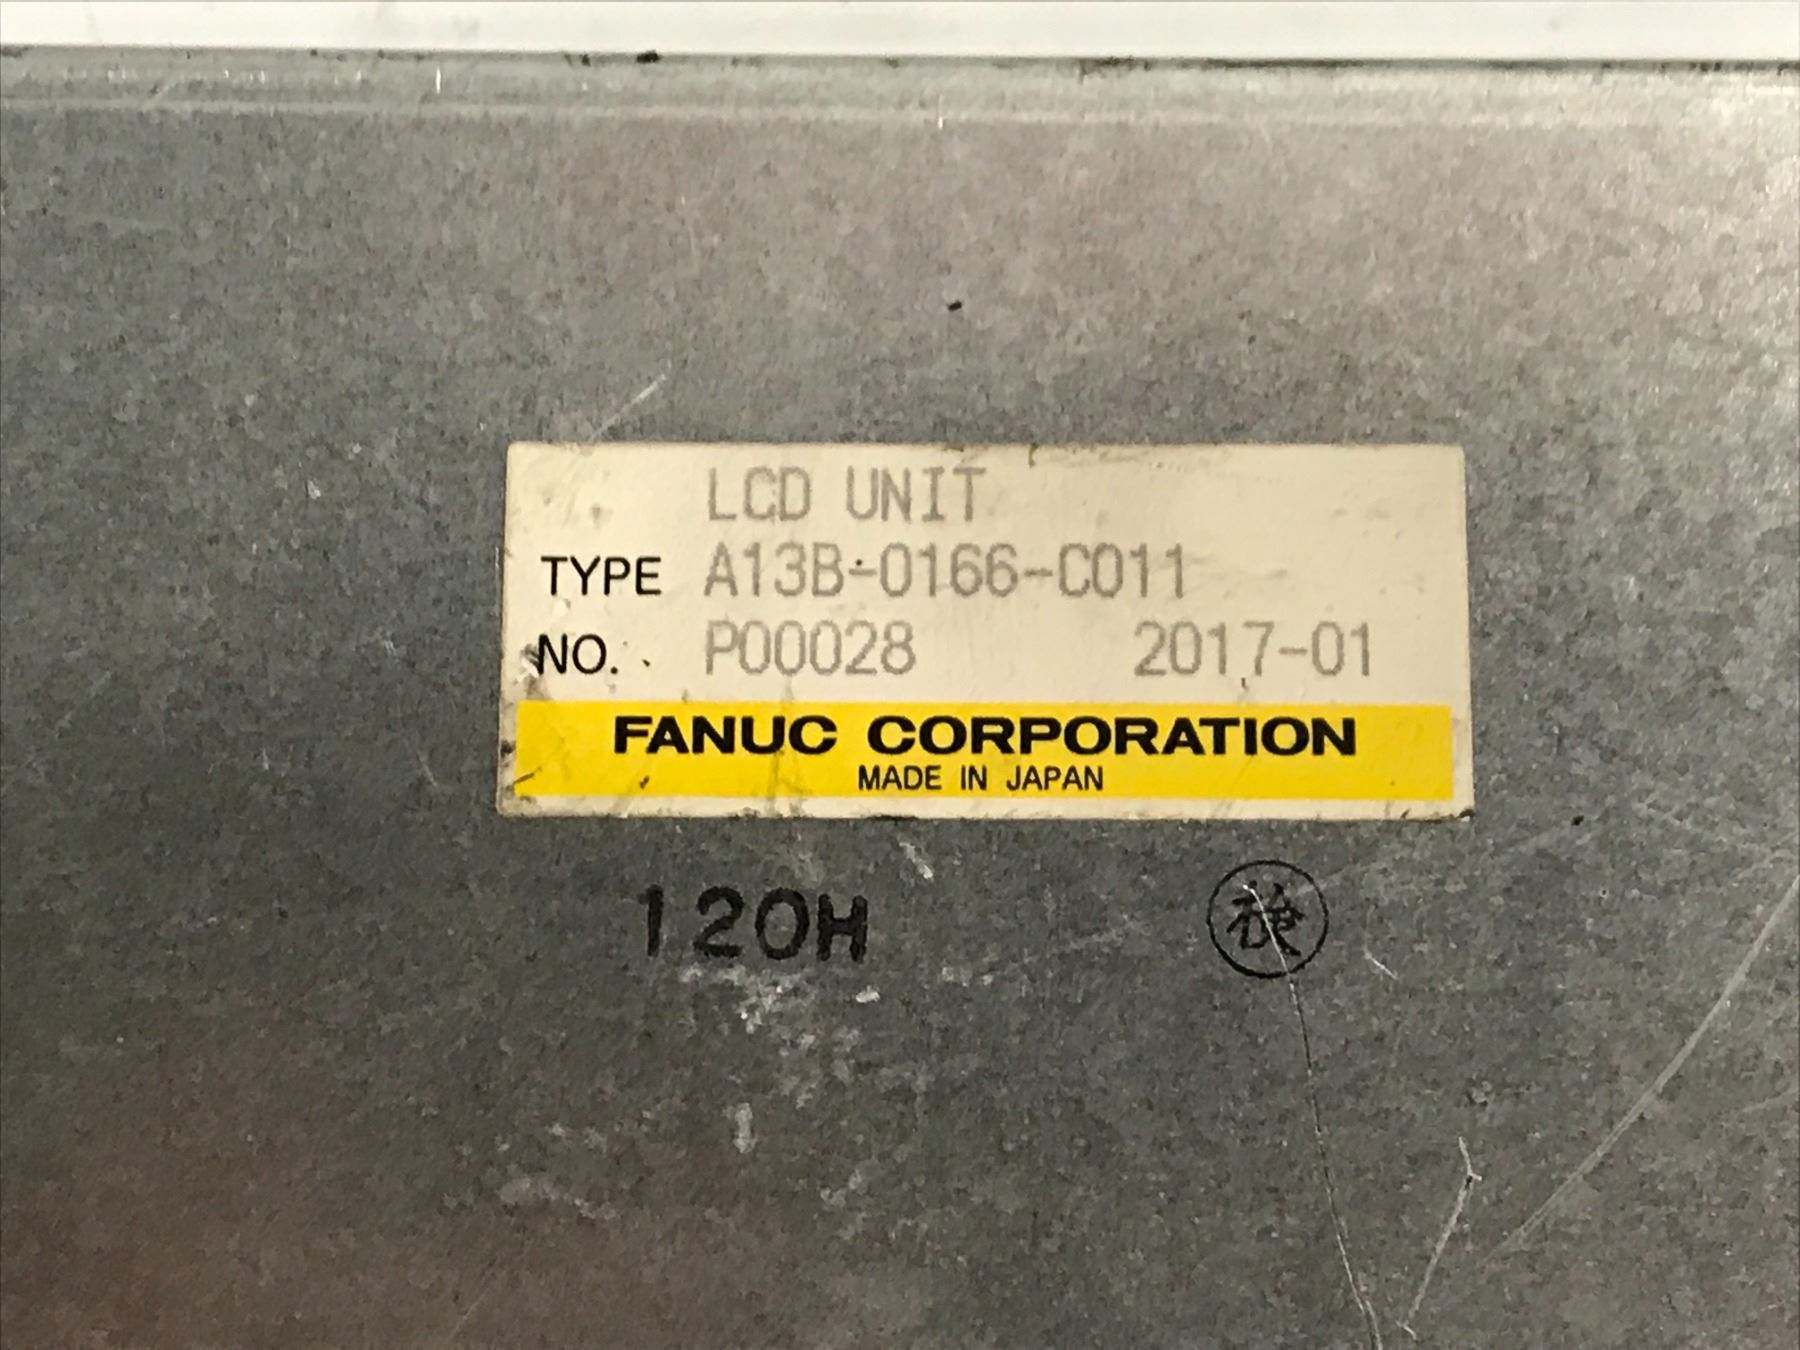 LCD UNIT
TYPE A13B-0166-C011
NO. P00028 2017-01
FANUC CORPORATION
MADE IN JAPAN
120H
検